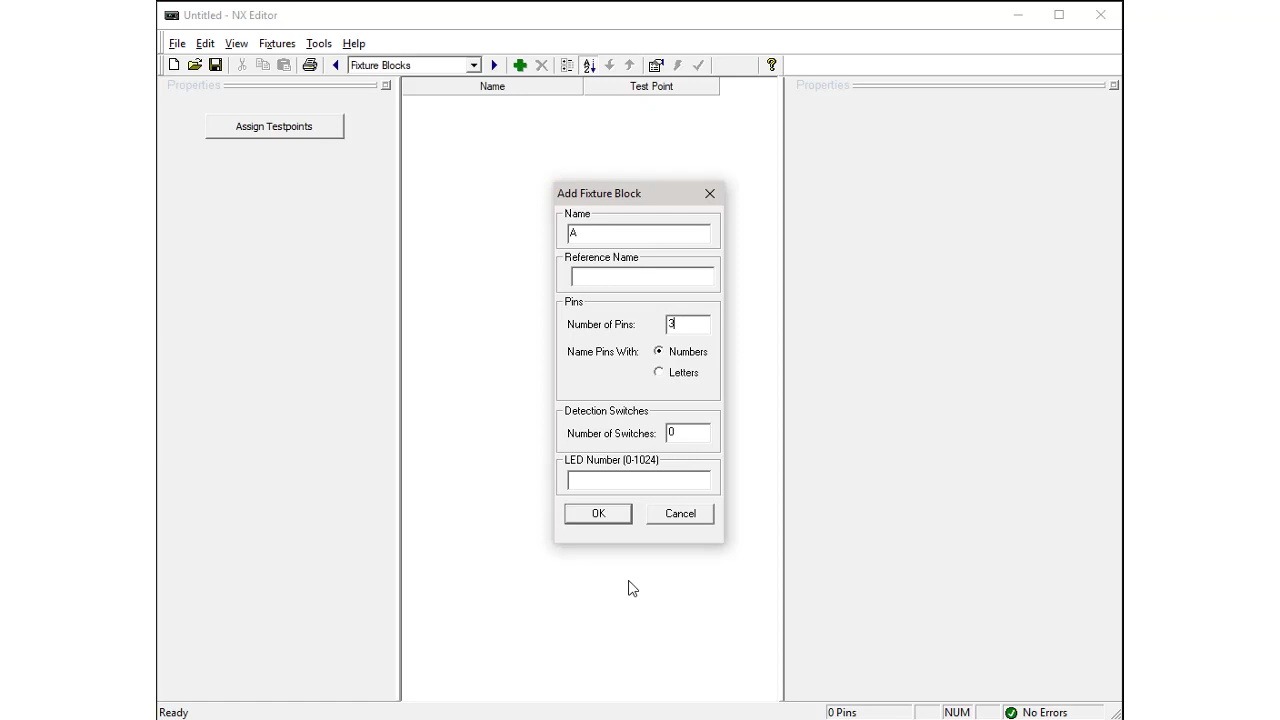 Untitled - NX Editor
File Edit View Fixtures Tools Help
Fixture Blocks
Properties
Name Test Point
Properties
Assign Testpoints
Add Fixture Block
Name
A
Reference Name
Pins
Number of Pins: 3
Name Pins With: Numbers
Letters
Detection Switches
Number of Switches: 0
LED Number (0-1024)
OK Cancel
Ready 0 Pins NUM No Errors